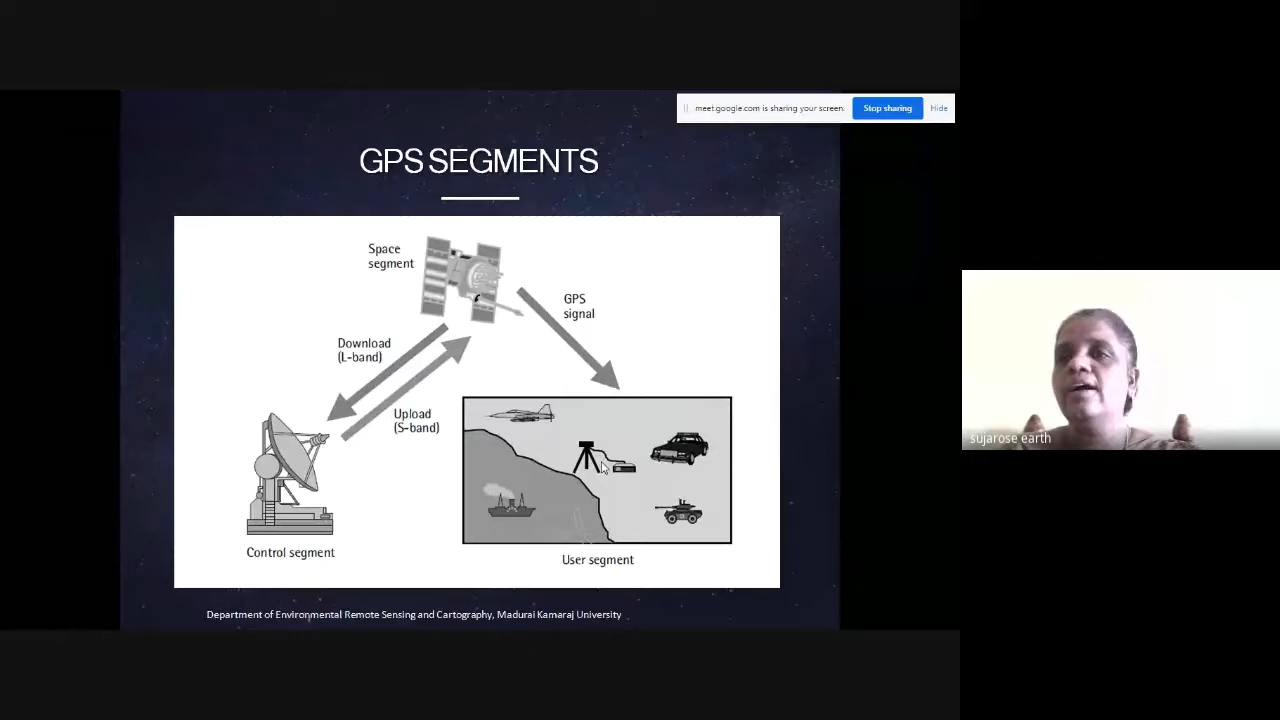 meet.google.com is sharing your screen.
Stop sharing
Hide
GPS SEGMENTS
Space
segment
GPS
signal
Download
(L-band)
Upload
(S-band)
Control segment
User segment
Department of Environmental Remote Sensing and Cartography, Madurai Kamaraj University
sujarose earth